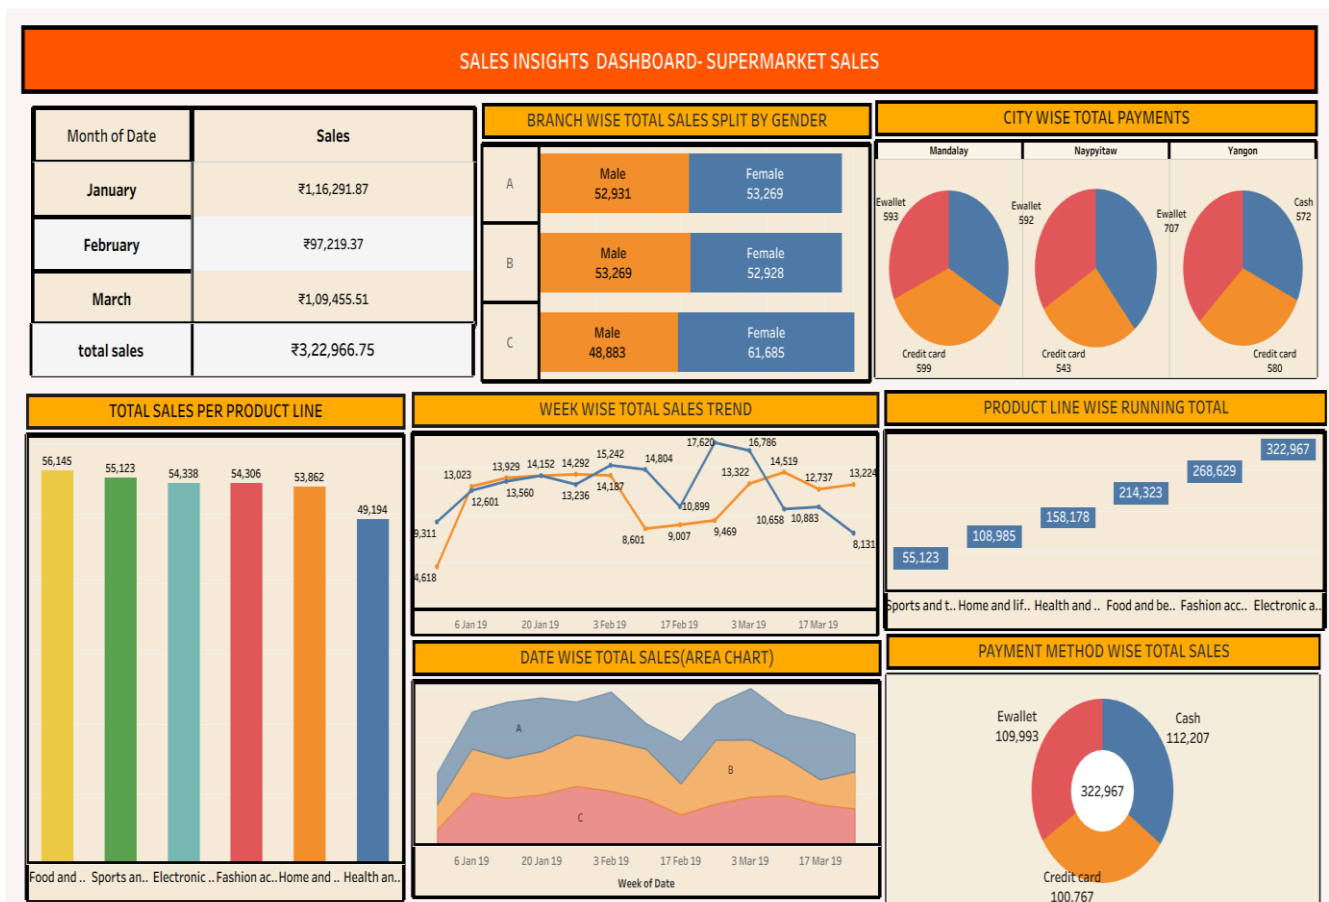 SALES INSIGHTS DASHBOARD- SUPERMARKET SALES
Month of Date Sales
January ₹1,16,291.87
February ₹97,219.37
March ₹1,09,455.51
total sales ₹3,22,966.75
BRANCH WISE TOTAL SALES SPLIT BY GENDER
A
Male
52,931
Female
53,269
B
Male
53,269
Female
52,928
C
Male
48,883
Female
61,685
CITY WISE TOTAL PAYMENTS
Mandalay Naypyitaw Yangon
Ewallet
593
Credit card
599
Ewallet
592
Credit card
543
Ewallet
707
Cash
572
Credit card
580
TOTAL SALES PER PRODUCT LINE
56,145 55,123 54,338 54,306 53,862 49,194
Food and .. Sports an.. Electronic .. Fashion ac.. Home and .. Health an..
WEEK WISE TOTAL SALES TREND
17,620 16,786
15,242 14,804 14,519
13,023 13,929 14,152 14,292 13,322 12,737 13,224
12,601 13,560 13,236 14,187 10,899
9,311 8,601 9,007 9,469 10,658 10,883 8,131
4,618
6 Jan 19 20 Jan 19 3 Feb 19 17 Feb 19 3 Mar 19 17 Mar 19
DATE WISE TOTAL SALES(AREA CHART)
A
B
C
6 Jan 19 20 Jan 19 3 Feb 19 17 Feb 19 3 Mar 19 17 Mar 19
Week of Date
PRODUCT LINE WISE RUNNING TOTAL
55,123 108,985 158,178 214,323 268,629 322,967
Sports and t.. Home and lif.. Health and .. Food and be.. Fashion acc.. Electronic a..
PAYMENT METHOD WISE TOTAL SALES
Ewallet
109,993
Cash
112,207
322,967
Credit card
100,767